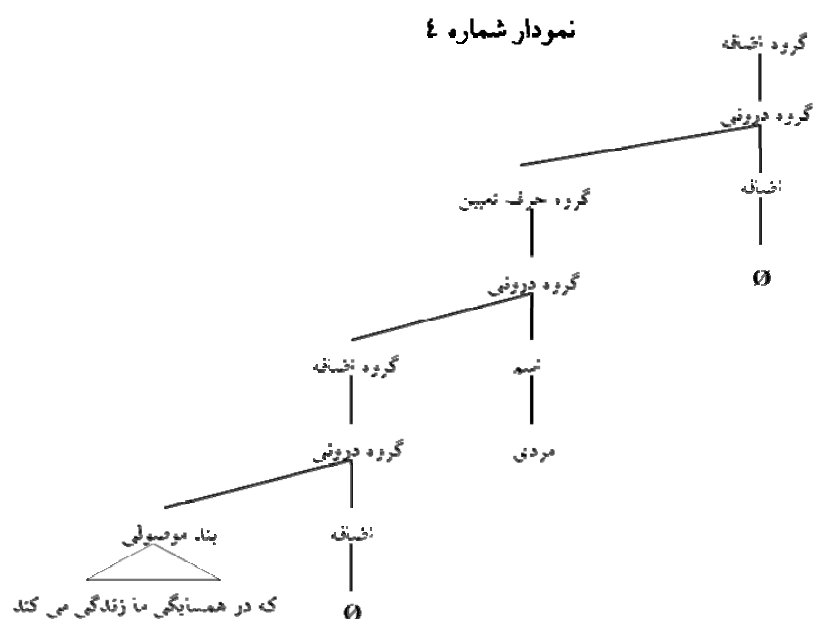 نمودار شماره ٤
گروه اضافه
گروه درونی
اضافه
گروه حرف تعیین
Ø
گروه درونی
گروه اضافه
اسم
گروه درونی
مردی
بند موصولی
اضافه
که در همسایگی ما زندگی می کند
Ø